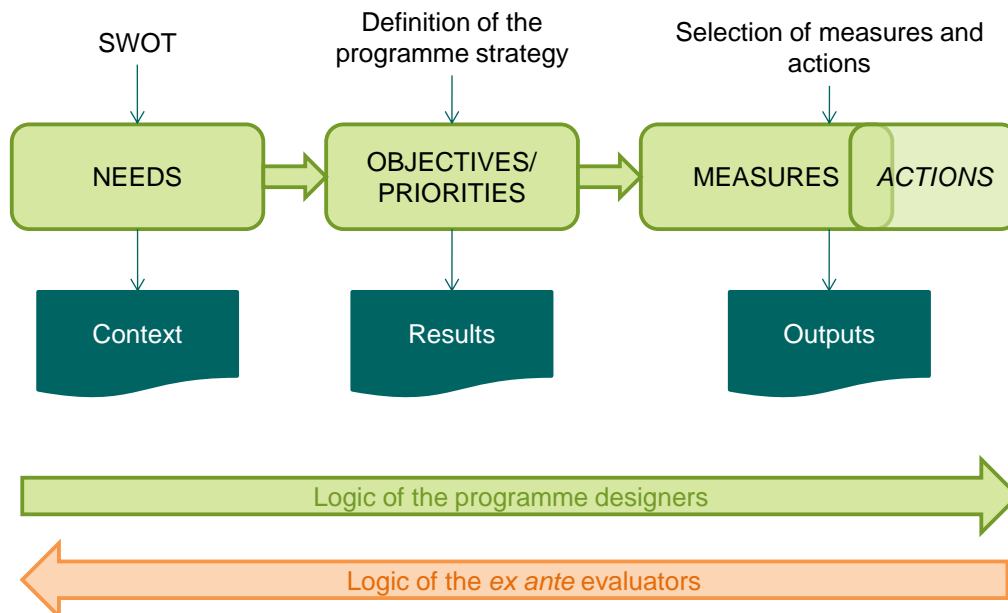 SWOT
Definition of the
programme strategy
Selection of measures and
actions
NEEDS
OBJECTIVES/
PRIORITIES
MEASURES
ACTIONS
Context
Results
Outputs
Logic of the programme designers
Logic of the ex ante evaluators